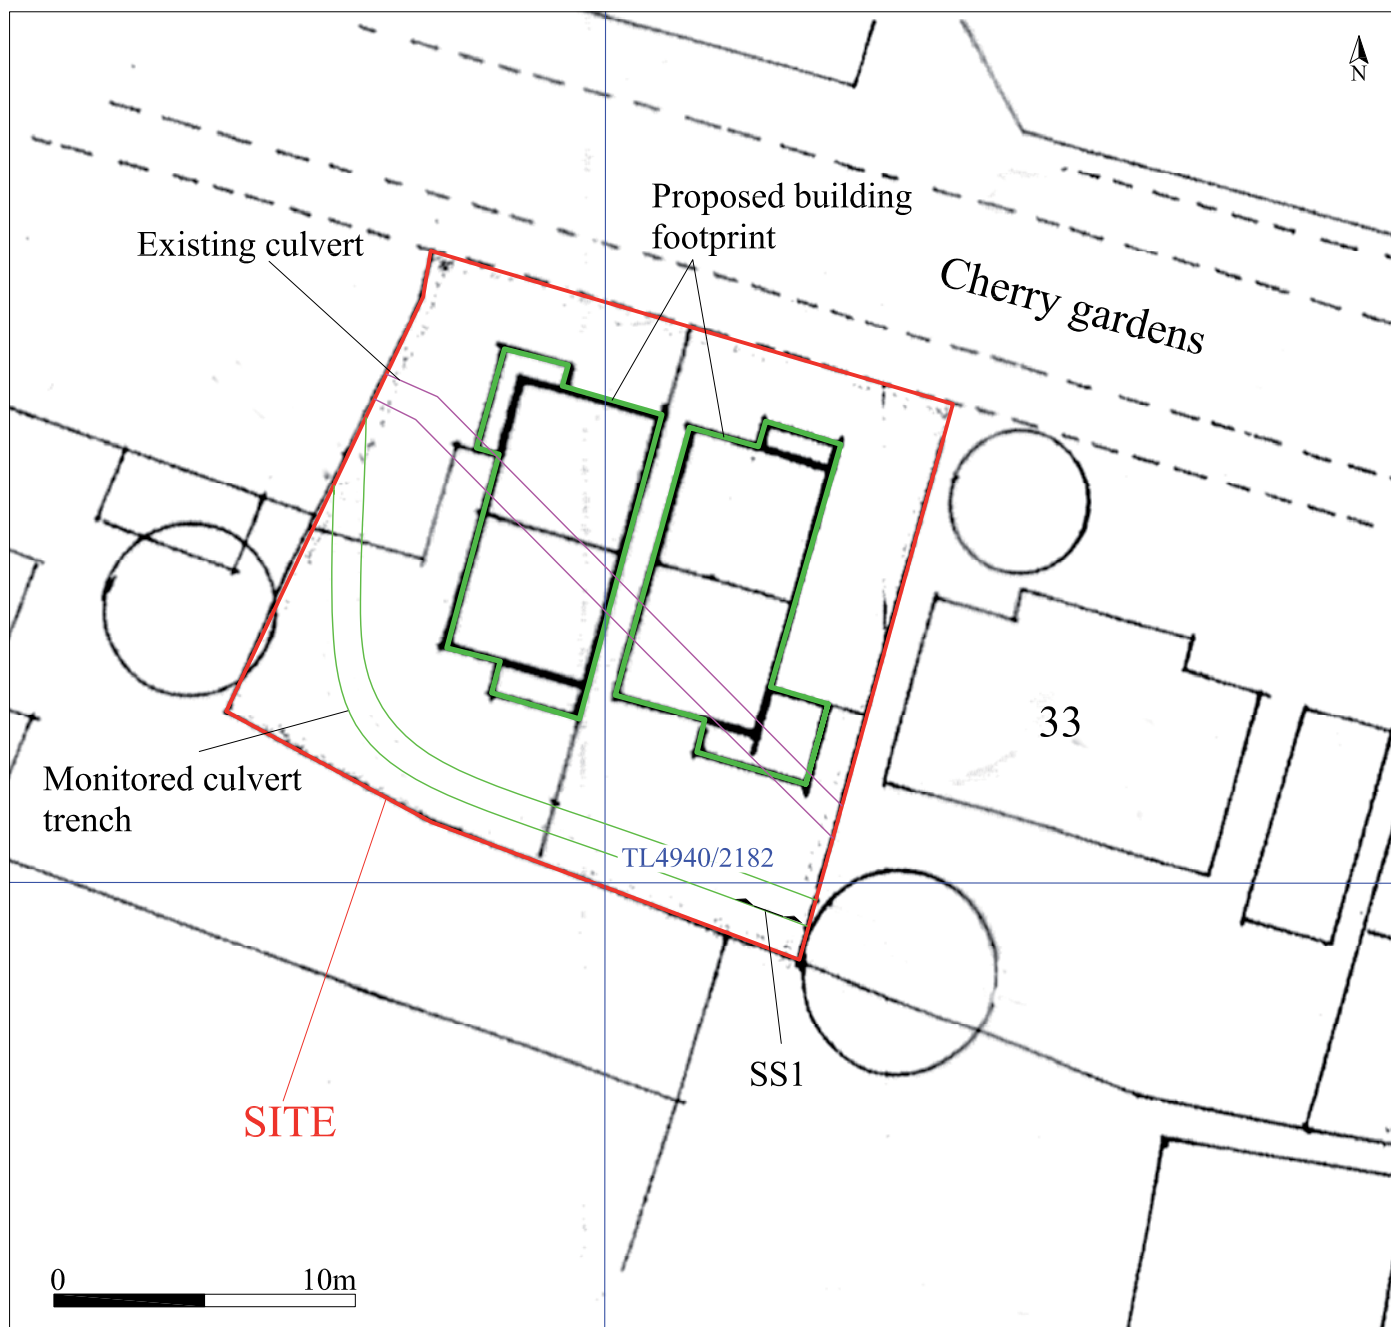 N
Proposed building
footprint
Existing culvert
Cherry gardens
33
Monitored culvert
trench
TL4940/2182
SS1
SITE
0 10m